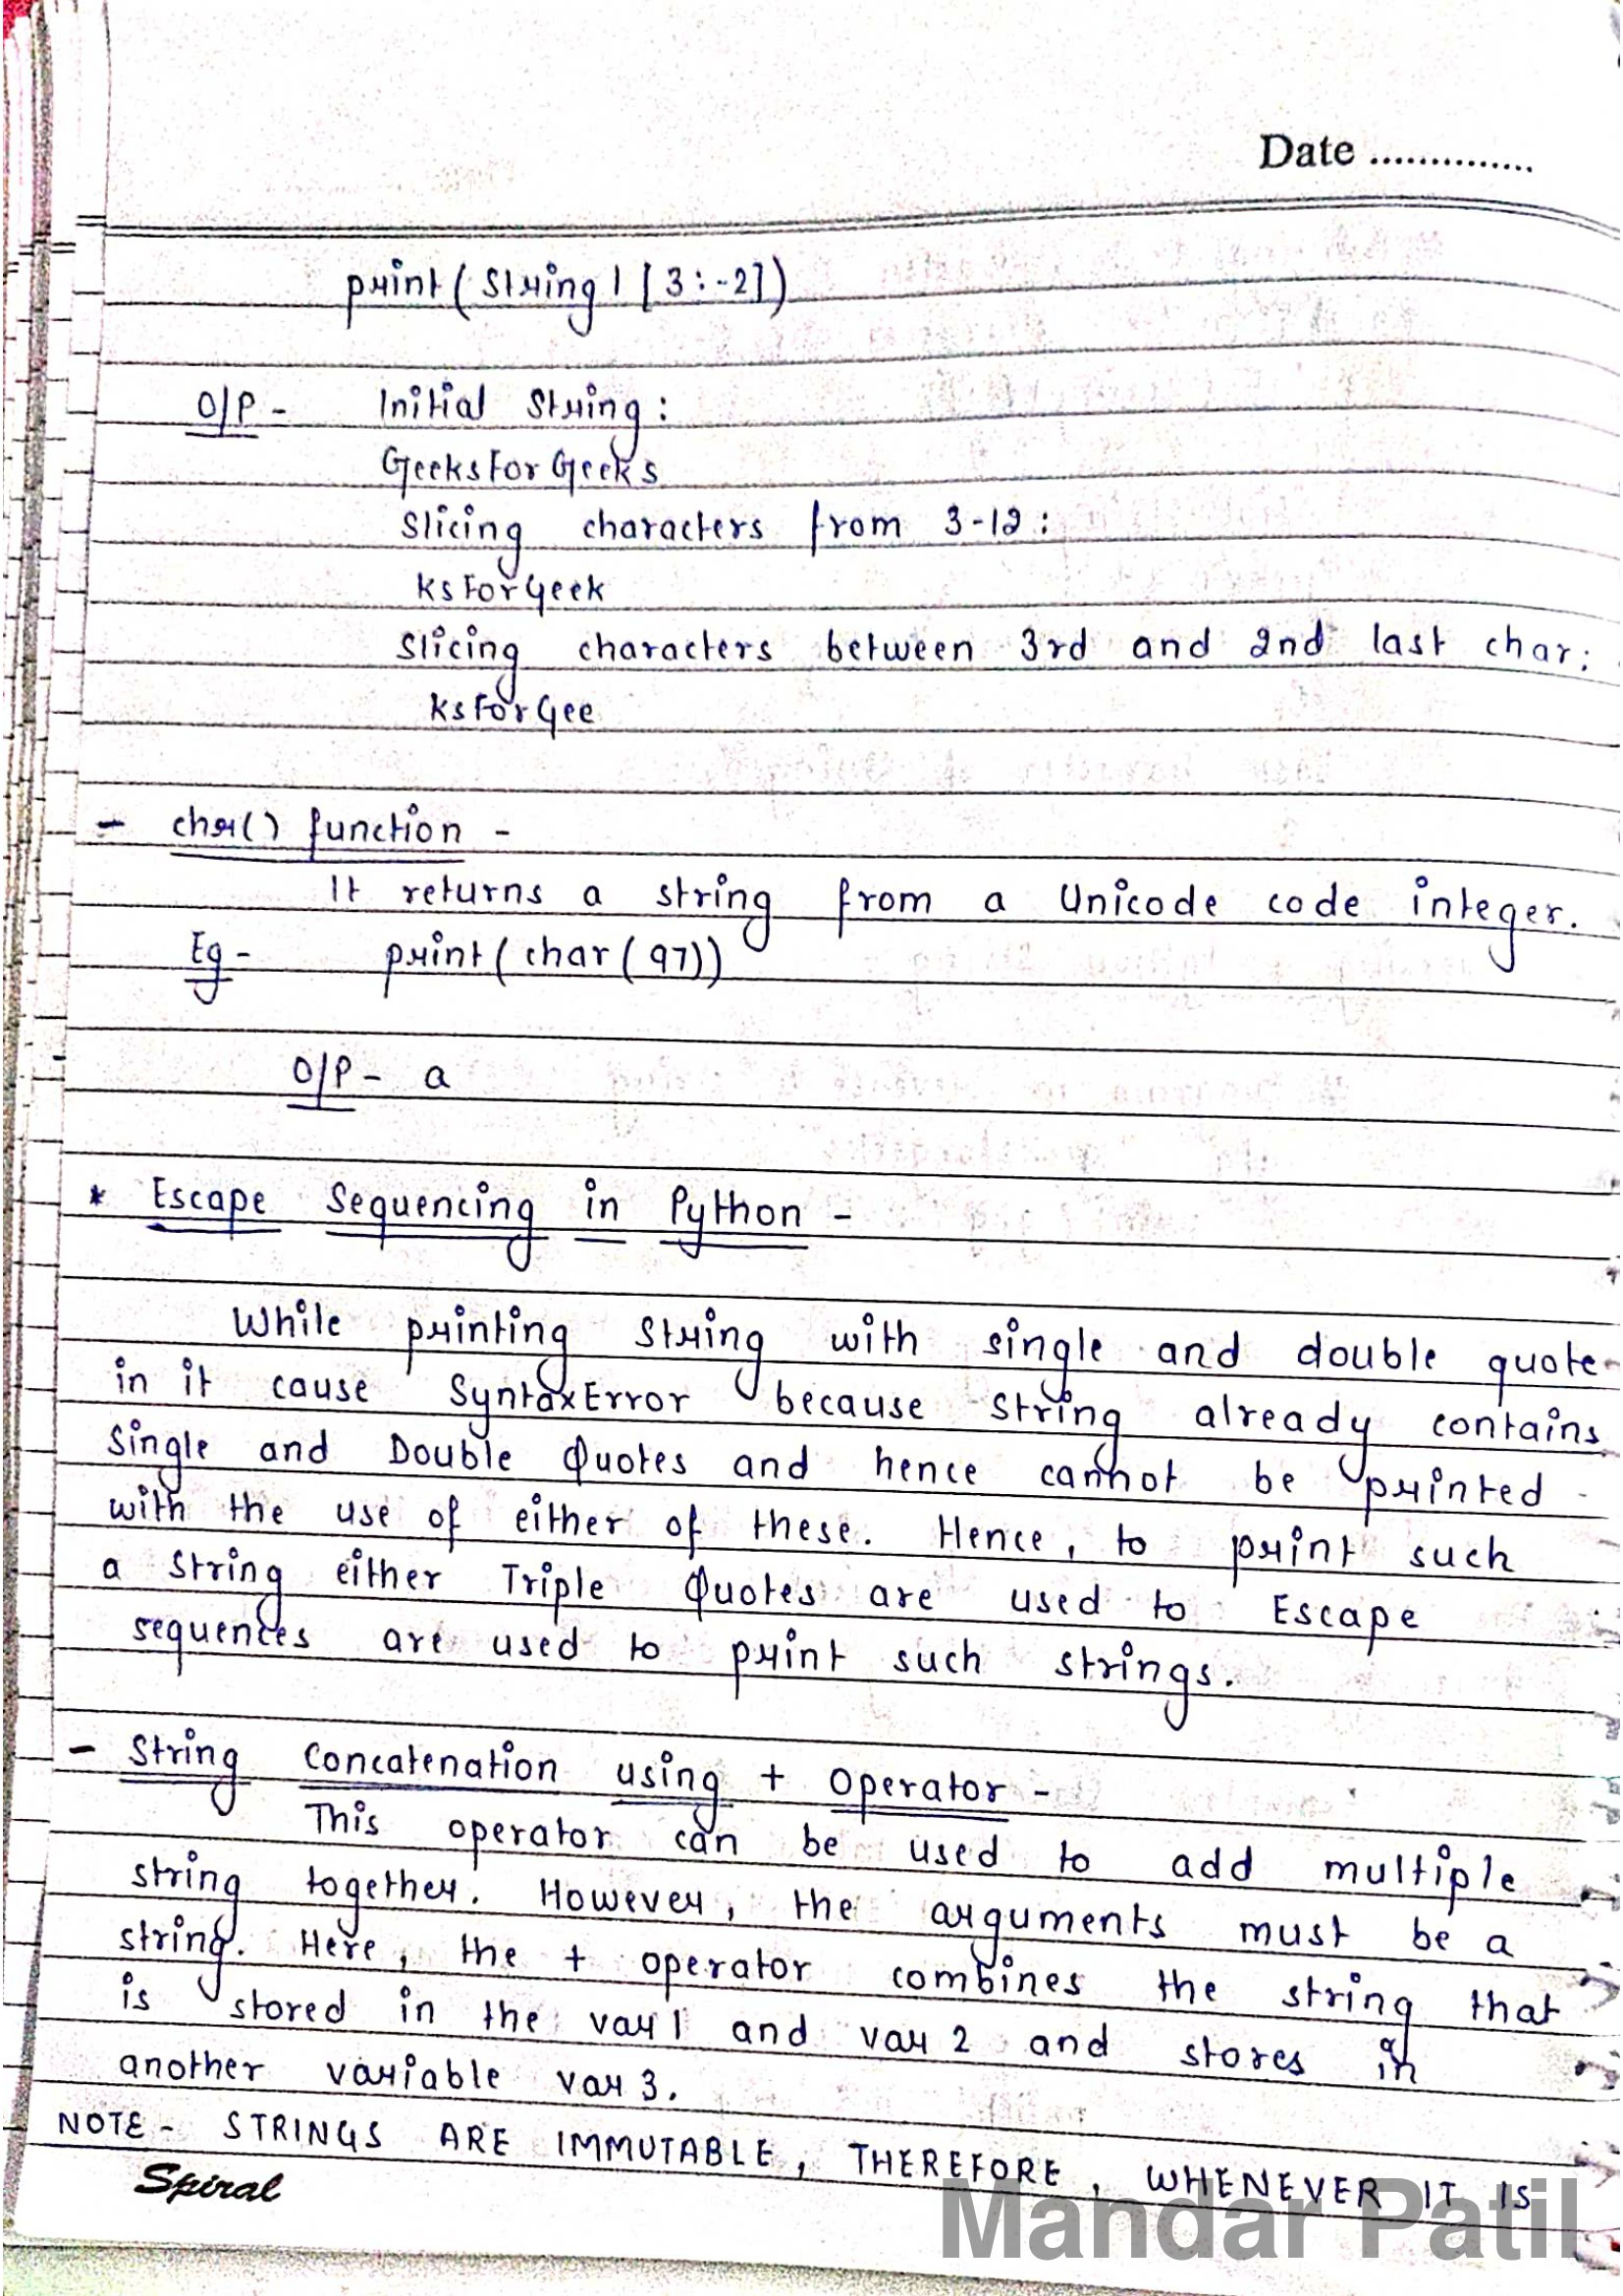 Date ...............
print(String1[3:-2])
O/P - Initial String:
GeeksForGeeks
Slicing characters from 3-12:
ksForGeek
Slicing characters between 3rd and 2nd last char:
ksForGee
- char() function -
It returns a string from a Unicode code integer.
Eg - print(char(97))
O/P - a
* Escape Sequencing in Python -
While printing String with single and double quote
in it cause SyntaxError because string already contains
Single and Double Quotes and hence cannot be printed
with the use of either of these. Hence, to print such
a String either Triple Quotes are used to Escape
sequences are used to print such strings.
- String Concatenation using + Operator -
This operator can be used to add multiple
string together. However, the arguments must be a
string. Here, the + operator combines the string that
is stored in the var1 and var2 and stores in
another variable var3.
NOTE - STRINGS ARE IMMUTABLE, THEREFORE, WHENEVER IT IS
Spiral
Mandar Patil